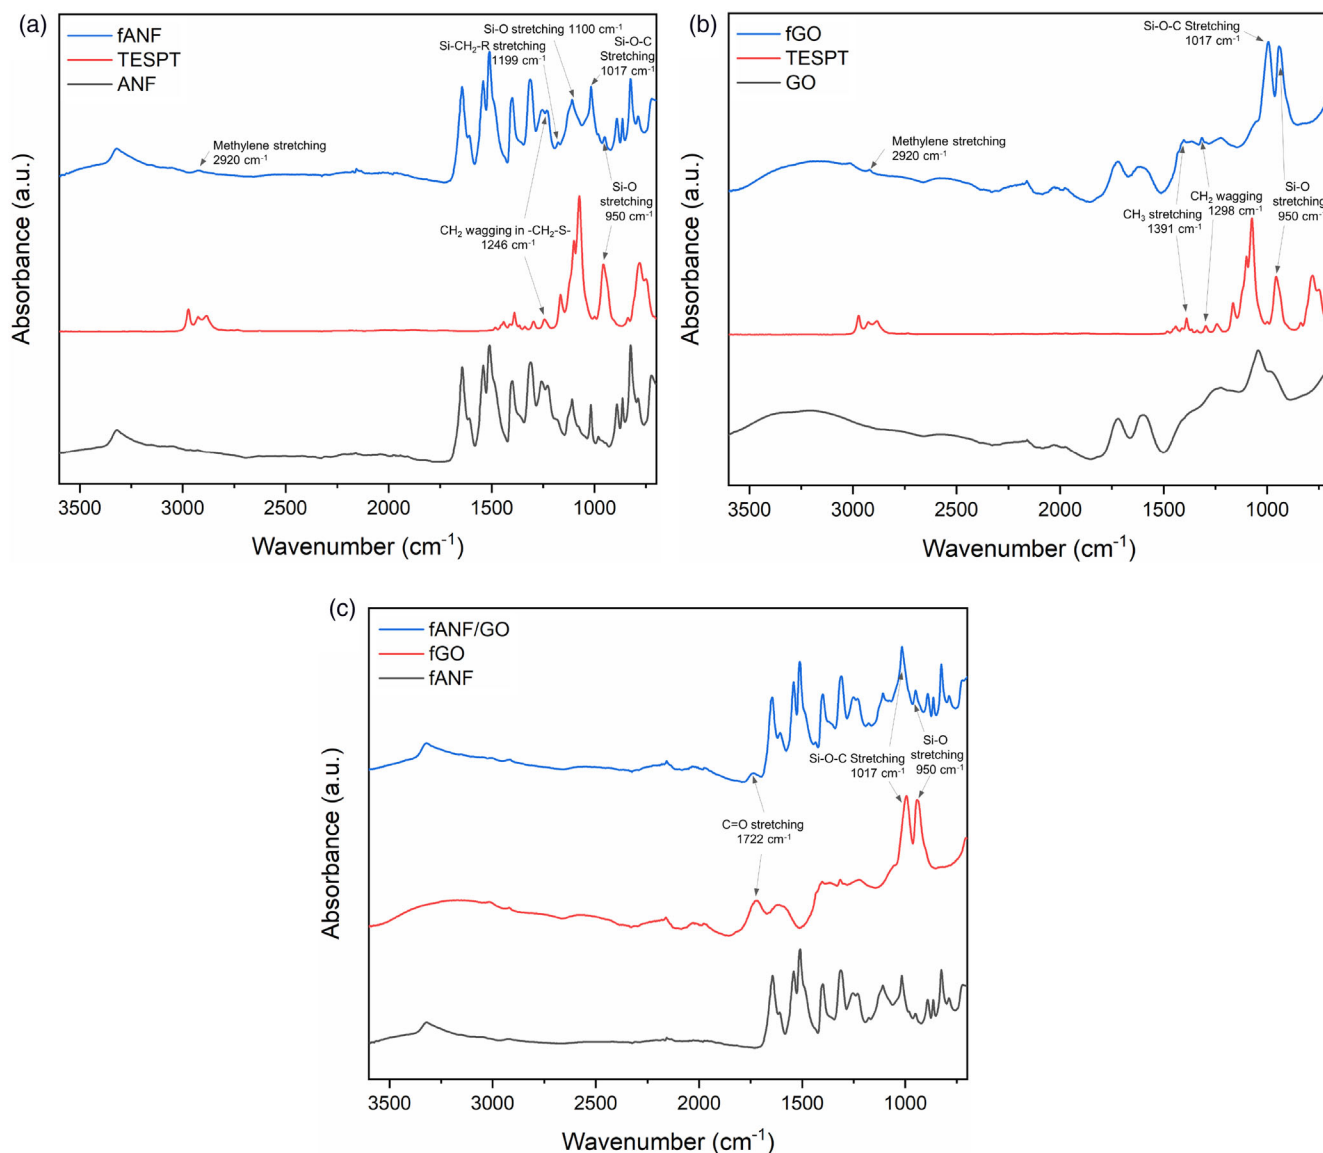 (a)
fANF
TESPT
ANF
Si-O stretching 1100 cm⁻¹
Si-CH₂-R stretching
1199 cm⁻¹
Si-O-C
Stretching
1017 cm⁻¹
Methylene stretching
2920 cm⁻¹
Si-O
stretching
950 cm⁻¹
CH₂ wagging in -CH₂-S-
1246 cm⁻¹
Absorbance (a.u.)
3500 3000 2500 2000 1500 1000
Wavenumber (cm⁻¹)
(b)
fGO
TESPT
GO
Si-O-C Stretching
1017 cm⁻¹
Methylene stretching
2920 cm⁻¹
CH₃ stretching
1391 cm⁻¹
CH₂ wagging
1298 cm⁻¹
Si-O
stretching
950 cm⁻¹
Absorbance (a.u.)
3500 3000 2500 2000 1500 1000
Wavenumber (cm⁻¹)
(c)
fANF/GO
fGO
fANF
Si-O-C Stretching
1017 cm⁻¹
Si-O
stretching
950 cm⁻¹
C=O stretching
1722 cm⁻¹
Absorbance (a.u.)
3500 3000 2500 2000 1500 1000
Wavenumber (cm⁻¹)